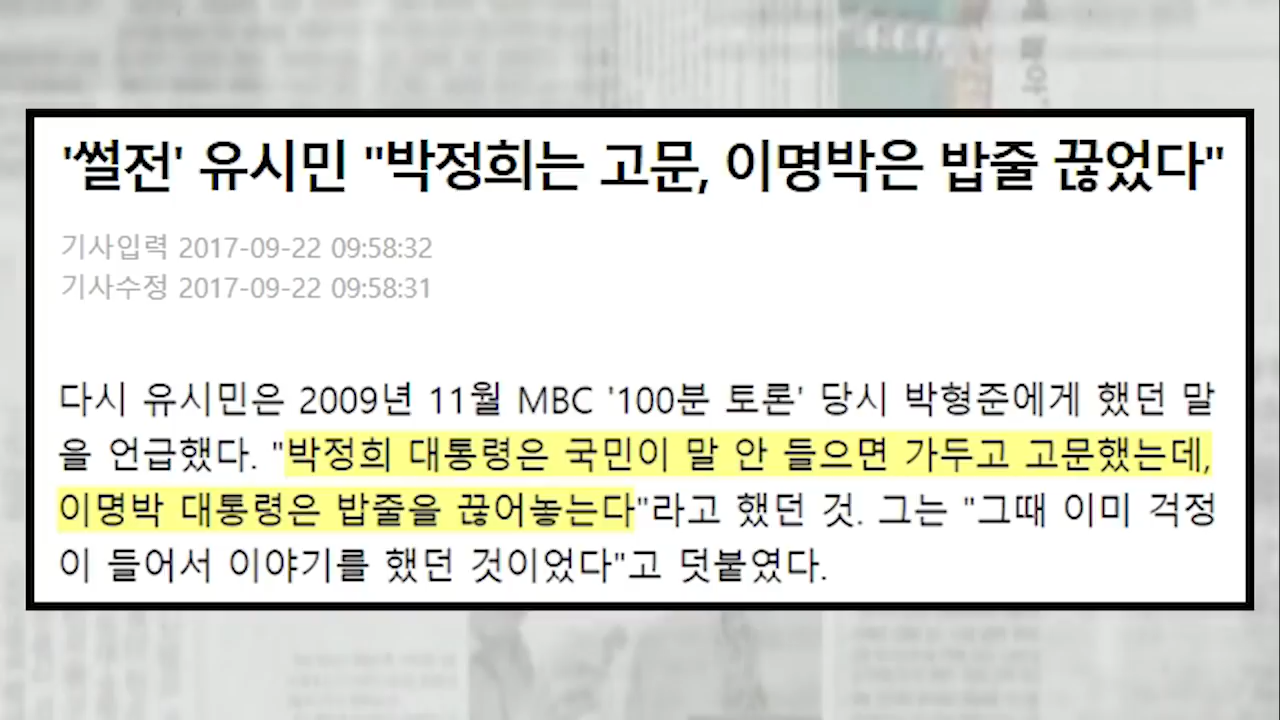 '썰전' 유시민 "박정희는 고문, 이명박은 밥줄 끊었다"
기사입력 2017-09-22 09:58:32
기사수정 2017-09-22 09:58:31
다시 유시민은 2009년 11월 MBC '100분 토론' 당시 박형준에게 했던 말
을 언급했다. "박정희 대통령은 국민이 말 안 들으면 가두고 고문했는데,
이명박 대통령은 밥줄을 끊어놓는다"라고 했던 것. 그는 "그때 이미 걱정
이 들어서 이야기를 했던 것이었다"고 덧붙였다.